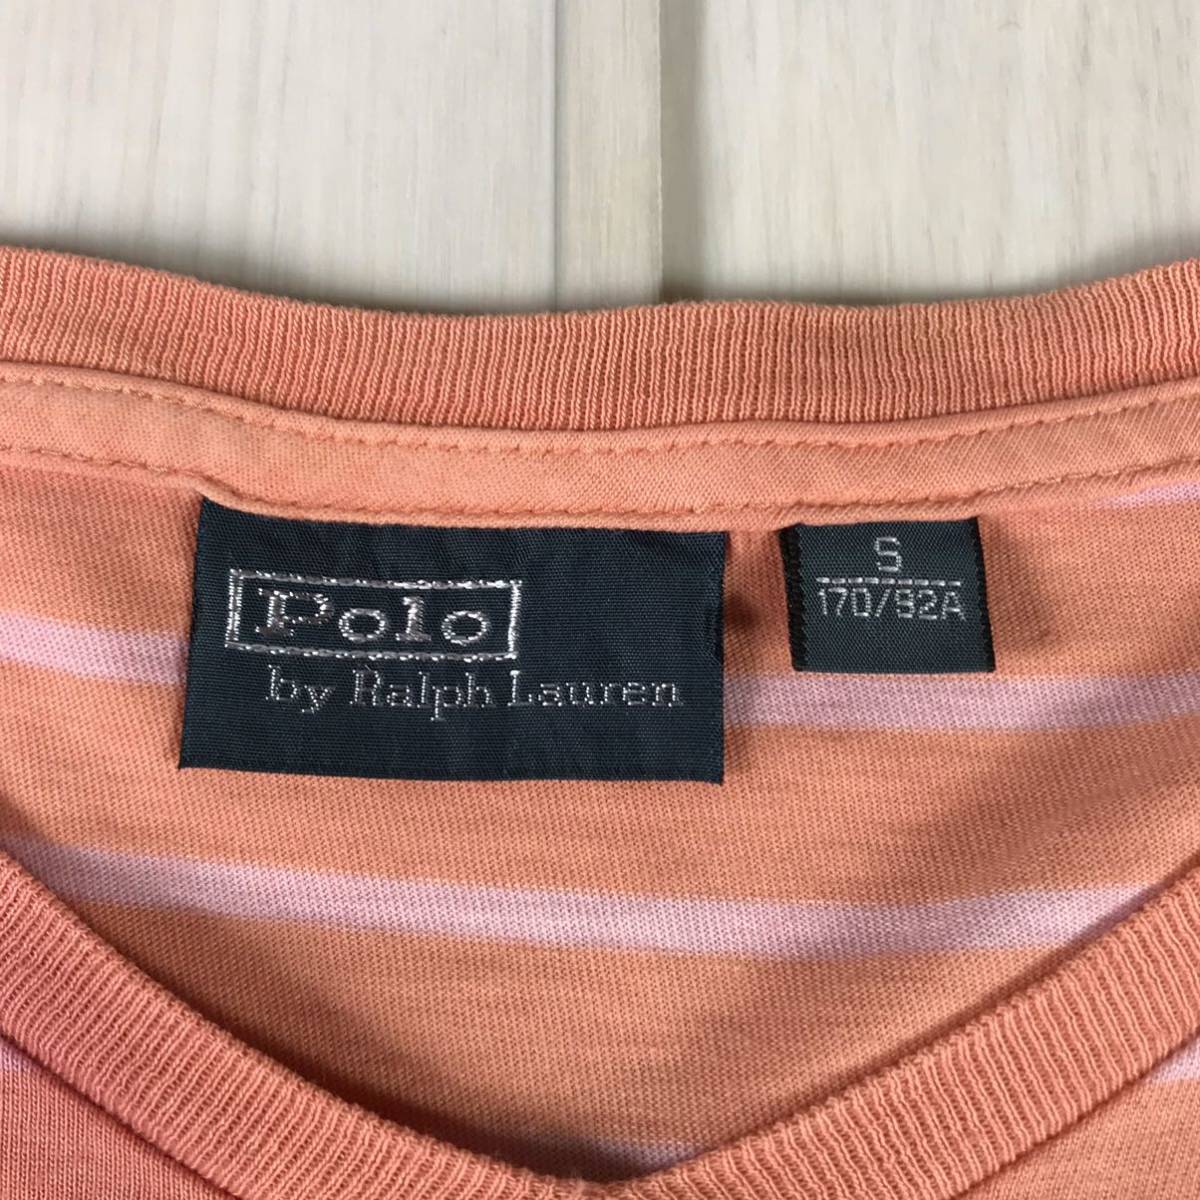 Polo
by Ralph Lauren
S
170/92A